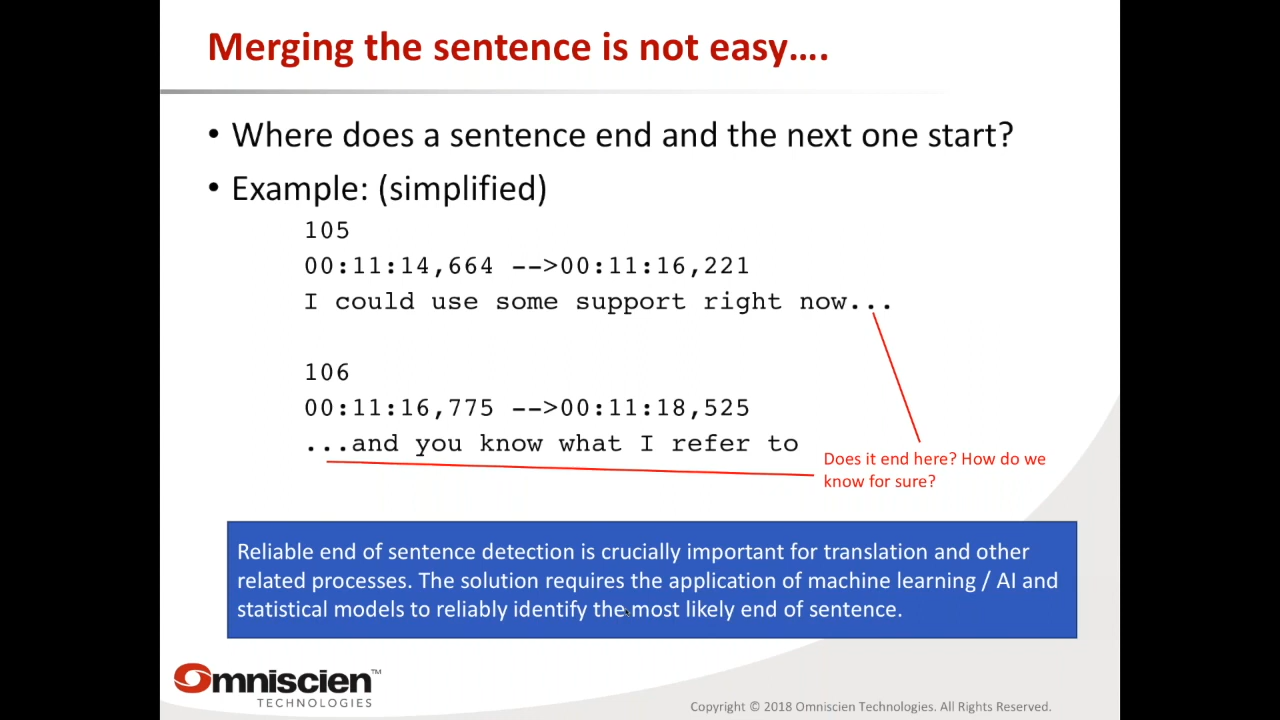 Merging the sentence is not easy….
• Where does a sentence end and the next one start?
• Example: (simplified)
105
00:11:14,664 -->00:11:16,221
I could use some support right now...
106
00:11:16,775 -->00:11:18,525
...and you know what I refer to
Does it end here? How do we
know for sure?
Reliable end of sentence detection is crucially important for translation and other
related processes. The solution requires the application of machine learning / AI and
statistical models to reliably identify the most likely end of sentence.
Omniscien™
TECHNOLOGIES
Copyright © 2018 Omniscien Technologies. All Rights Reserved.